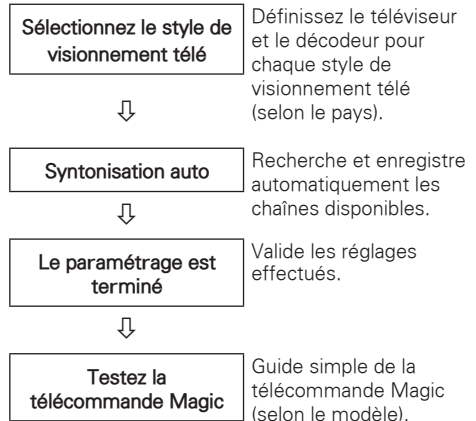 Sélectionnez le style de
visionnement télé
Définissez le téléviseur
et le décodeur pour
chaque style de
visionnement télé
(selon le pays).
Syntonisation auto
Recherche et enregistre
automatiquement les
chaînes disponibles.
Le paramétrage est
terminé
Valide les réglages
effectués.
Testez la
télécommande Magic
Guide simple de la
télécommande Magic
(selon le modèle).